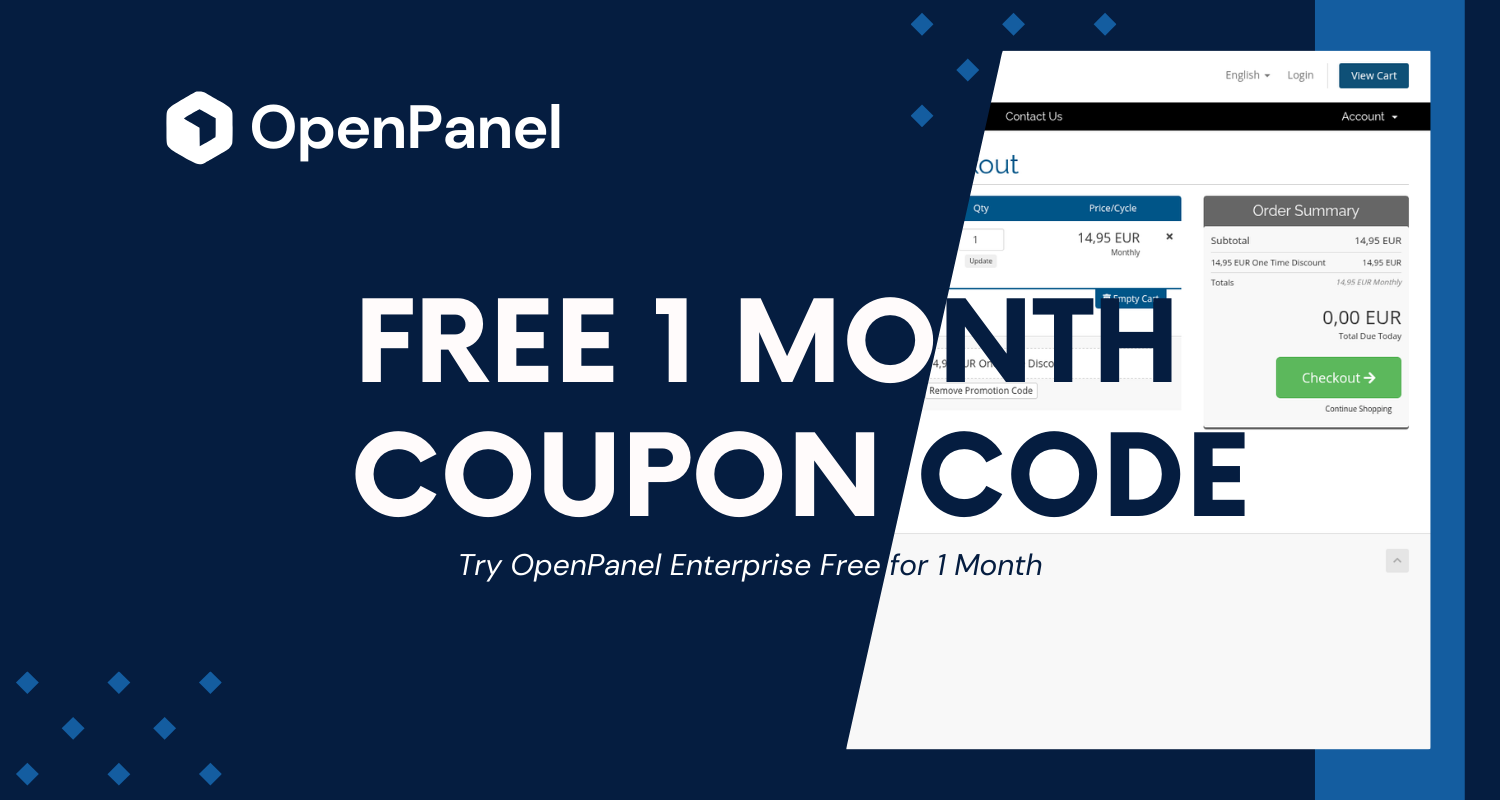 OpenPanel
English Login View Cart
Contact Us Account
out
Qty Price/Cycle
1 14,95 EUR
Update Monthly
Empty Cart
Remove Promotion Code
Order Summary
Subtotal 14,95 EUR
14,95 EUR One Time Discount 14,95 EUR
Totals 14,95 EUR Monthly
0,00 EUR
Total Due Today
Checkout
Continue Shopping
FREE 1 MONTH
COUPON CODE
Try OpenPanel Enterprise Free for 1 Month